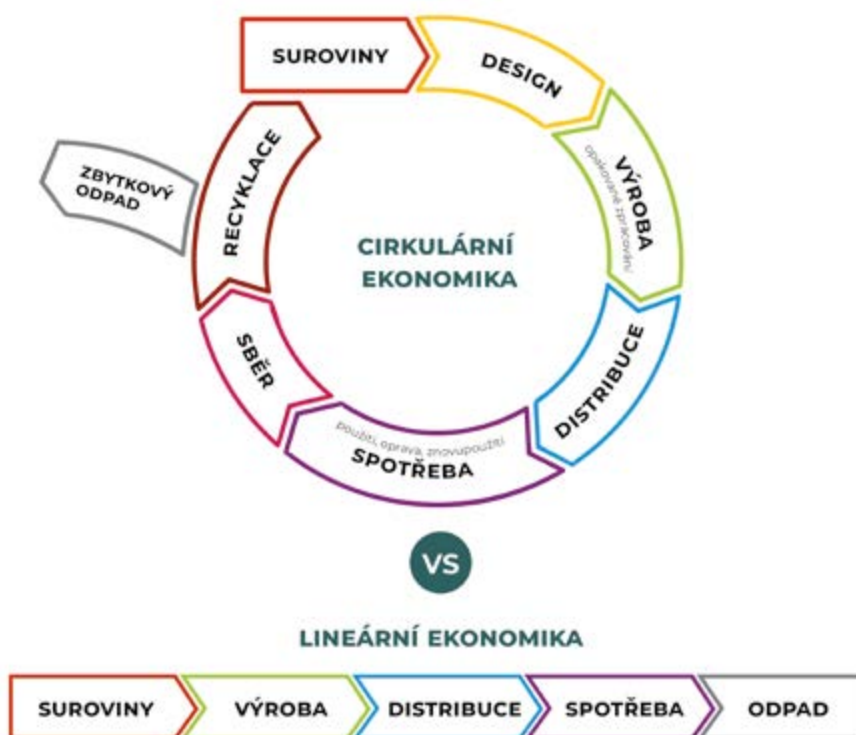 SUROVINY
DESIGN
VÝROBA
opakované zpracování
DISTRIBUCE
použití, oprava, znovupoužití
SPOTŘEBA
SBĚR
RECYKLACE
ZBYTKOVÝ
ODPAD
CIRKULÁRNÍ
EKONOMIKA
VS
LINEÁRNÍ EKONOMIKA
SUROVINY
VÝROBA
DISTRIBUCE
SPOTŘEBA
ODPAD